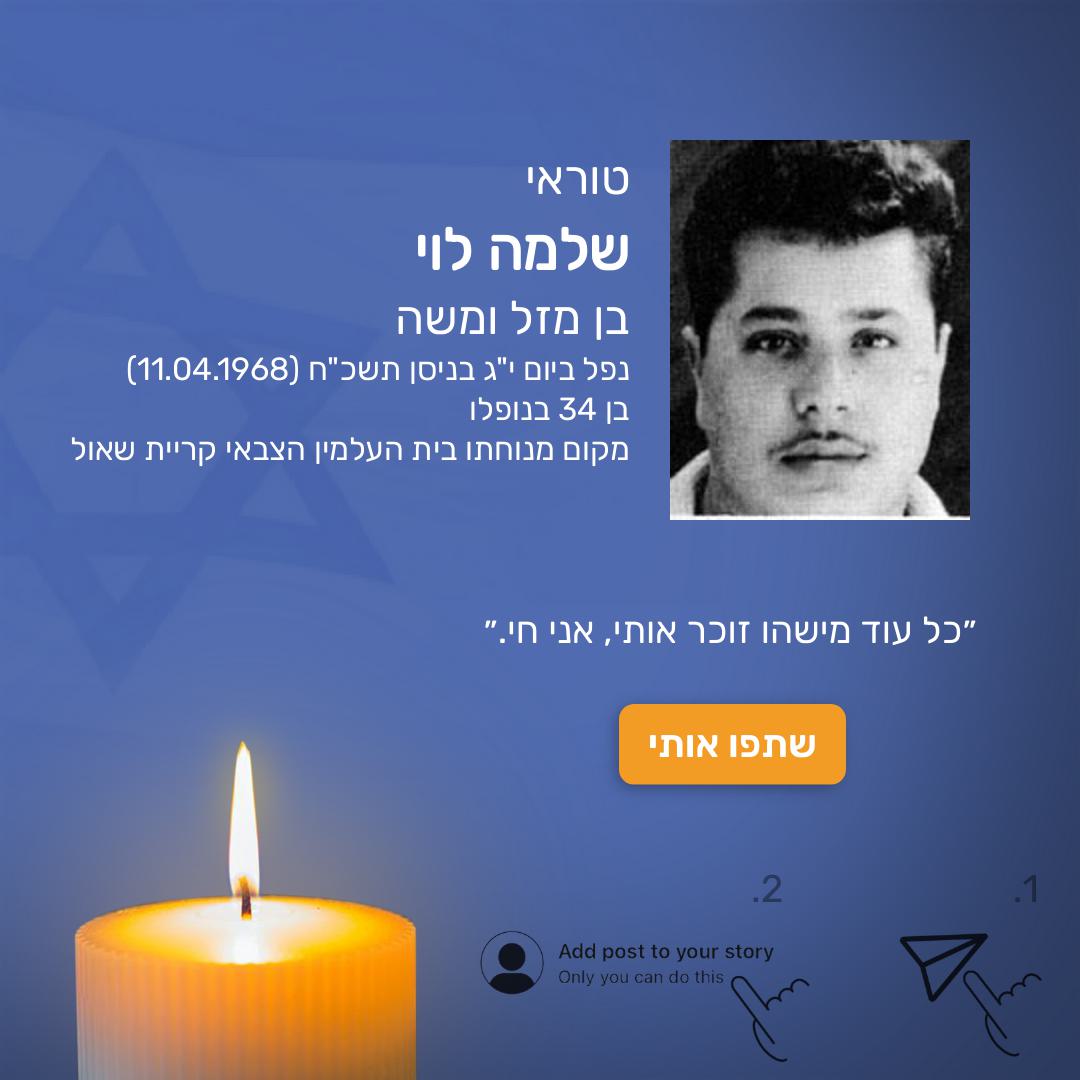 טוראי
שלמה לוי
בן מזל ומשה
נפל ביום י"ג בניסן תשכ"ח (11.04.1968)
בן 34 בנופלו
מקום מנוחתו בית העלמין הצבאי קריית שאול
״כל עוד מישהו זוכר אותי, אני חי.״
שתפו אותי
1.
2.
Add post to your story
Only you can do this